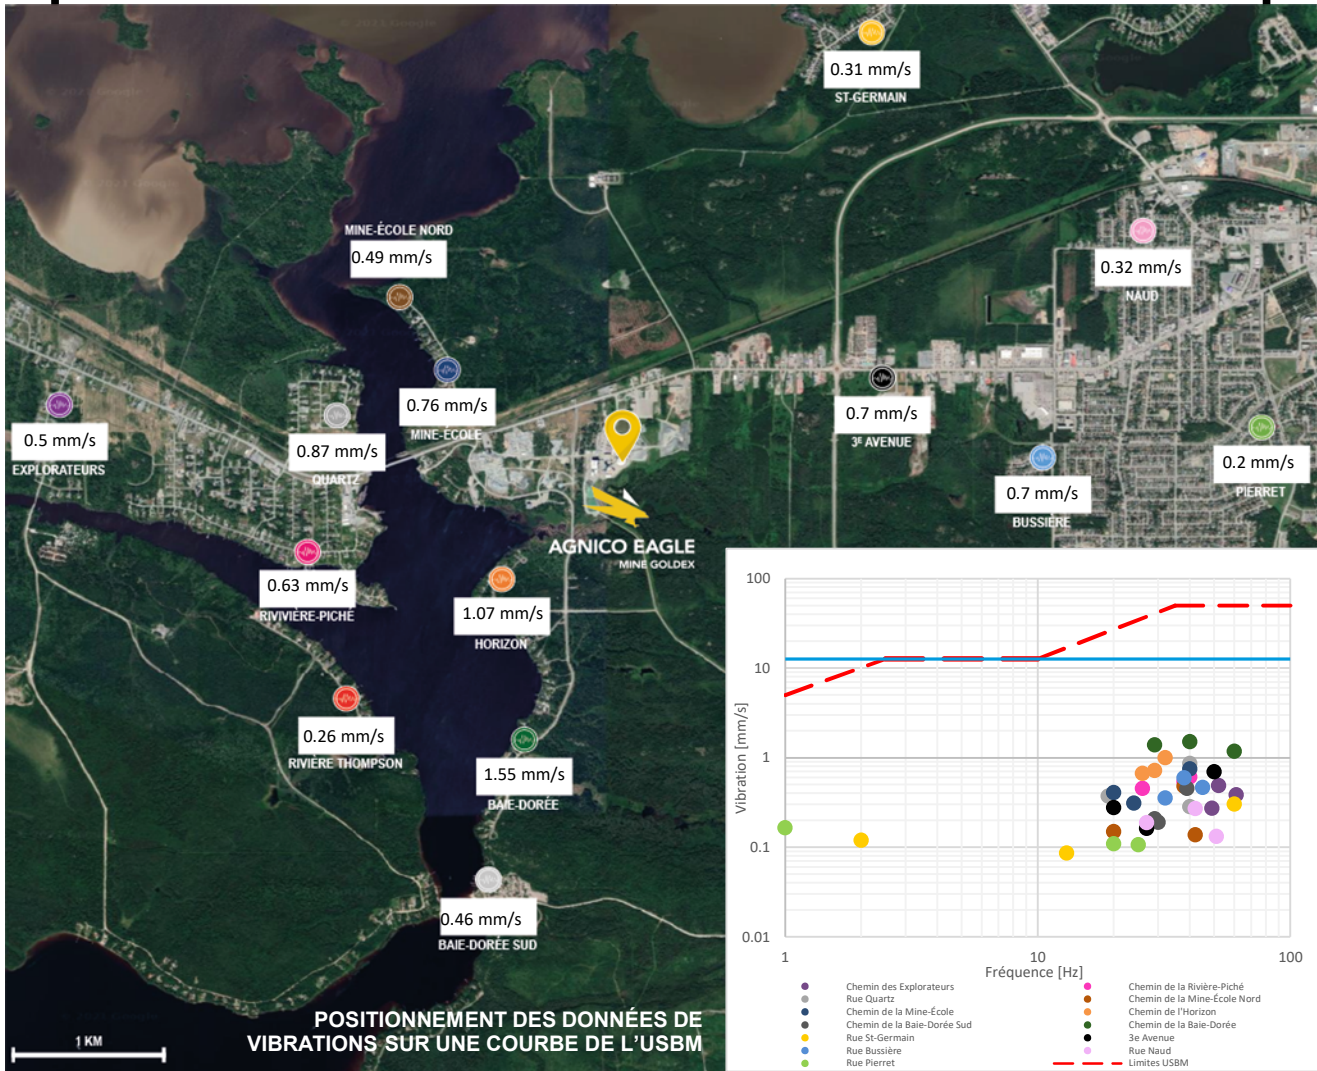 0.31 mm/s
ST-GERMAIN
MINE-ÉCOLE NORD
0.49 mm/s
0.32 mm/s
NAUD
0.76 mm/s
MINE-ÉCOLE
0.5 mm/s
EXPLORATEURS
0.87 mm/s
QUARTZ
0.7 mm/s
3E AVENUE
0.2 mm/s
PIERRET
0.7 mm/s
BUSSIÈRE
AGNICO EAGLE
MINE GOLDEX
0.63 mm/s
RIVIVIÈRE-PICHÉ
1.07 mm/s
HORIZON
0.26 mm/s
RIVIÈRE THOMPSON
1.55 mm/s
BAIE-DORÉE
0.46 mm/s
BAIE-DORÉE SUD
POSITIONNEMENT DES DONNÉES DE
VIBRATIONS SUR UNE COURBE DE L'USBM
1 KM
100
10
1
0.1
0.01
Vibration [mm/s]
1
10
100
Fréquence [Hz]
Chemin des Explorateurs
Chemin de la Rivière-Piché
Rue Quartz
Chemin de la Mine-École Nord
Chemin de la Mine-École
Chemin de l'Horizon
Chemin de la Baie-Dorée Sud
Chemin de la Baie-Dorée
Rue St-Germain
3e Avenue
Rue Bussière
Rue Naud
Rue Pierret
Limites USBM